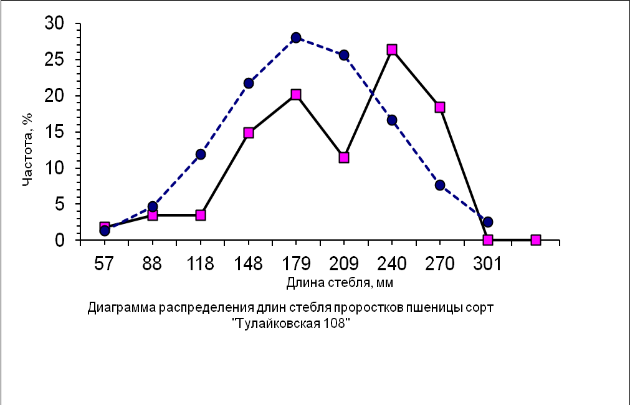 30
25
20
15
10
5
0
Частота, %
57 88 118 148 179 209 240 270 301
Длина стебля, мм
Диаграмма распределения длин стебля проростков пшеницы сорт
"Тулайковская 108"